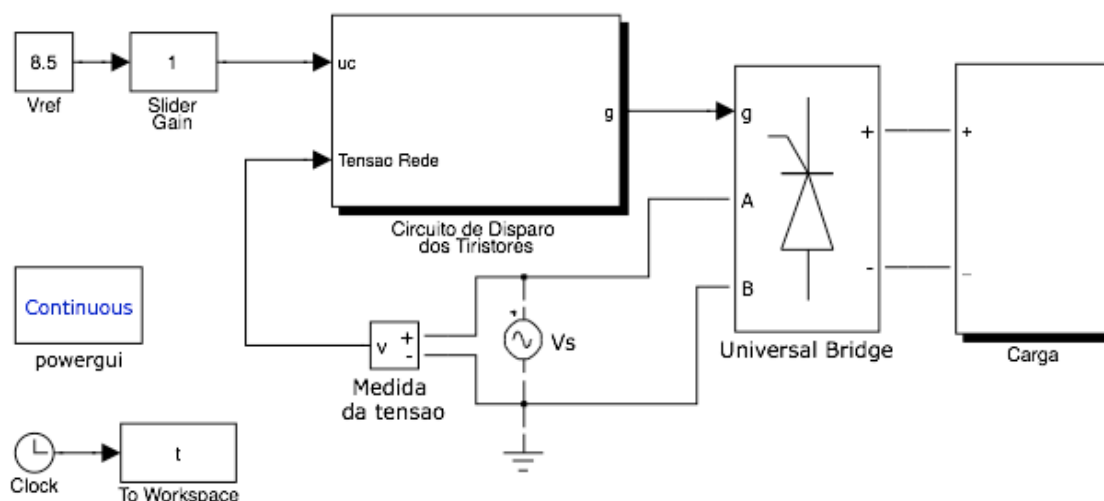 8.5
Vref
1
Slider
Gain
uc
Tensao Rede
g
Circuito de Disparo
dos Tiristores
g
A
B
+
-
Universal Bridge
+
_
Carga
Continuous
powergui
v
+
-
Medida
da tensao
Vs
Clock
t
To Workspace